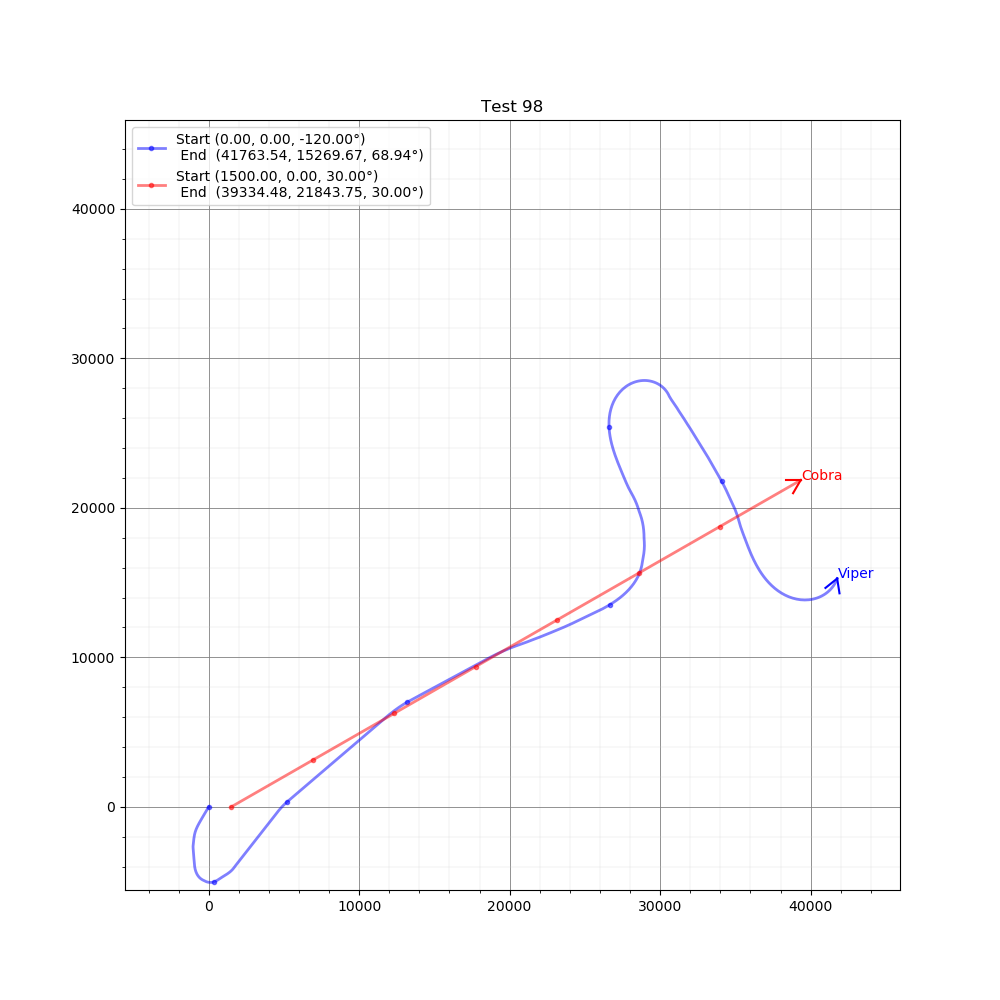 Test 98
Start (0.00, 0.00, -120.00°)
End  (41763.54, 15269.67, 68.94°)
Start (1500.00, 0.00, 30.00°)
End  (39334.48, 21843.75, 30.00°)
40000
30000
20000
10000
0
Cobra
Viper
0
10000
20000
30000
40000